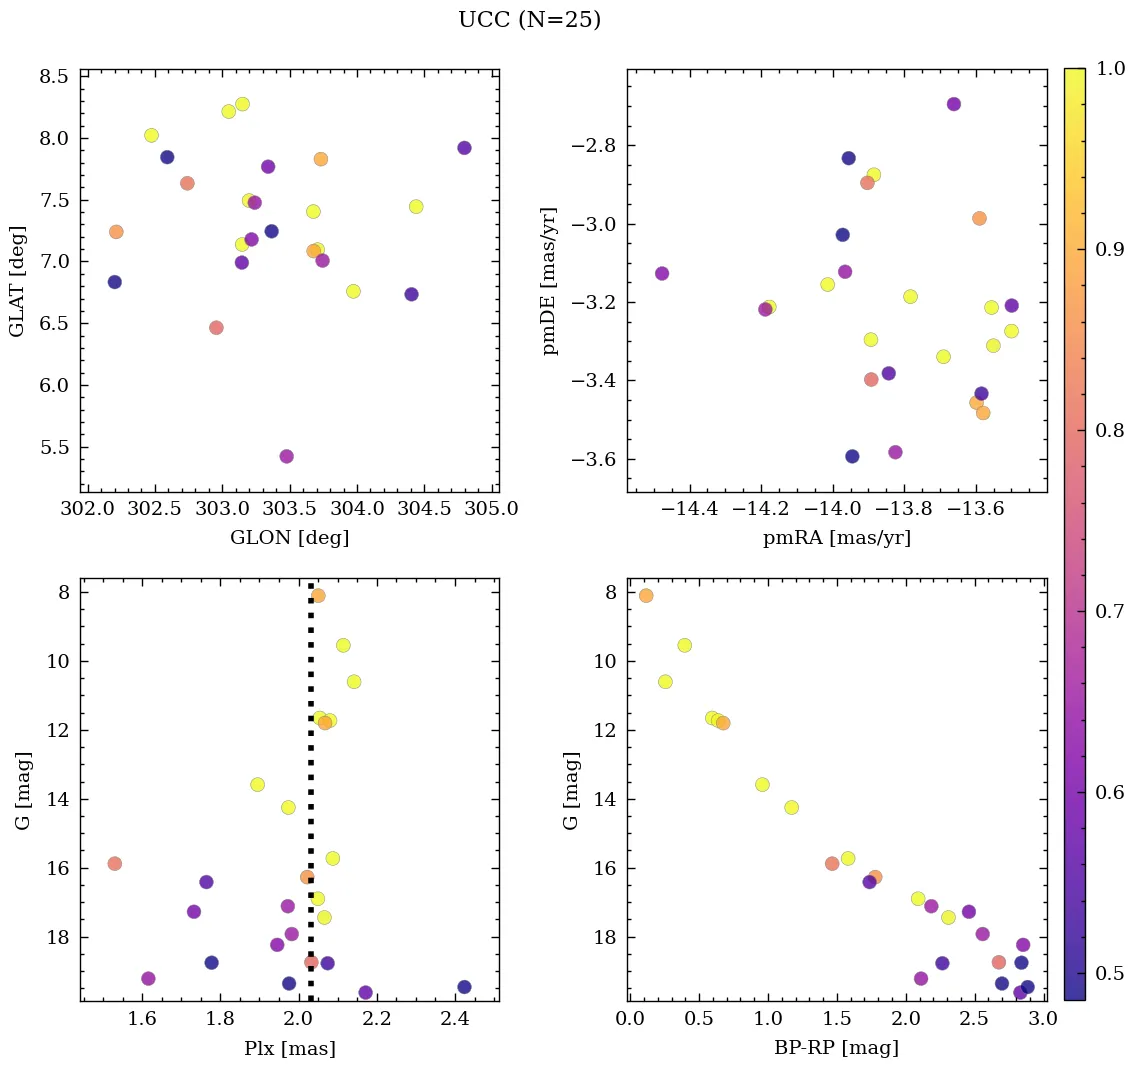 UCC (N=25)
8.5
8.0
7.5
7.0
6.5
6.0
5.5
GLAT [deg]
302.0 302.5 303.0 303.5 304.0 304.5 305.0
GLON [deg]
−2.8
−3.0
−3.2
−3.4
−3.6
pmDE [mas/yr]
−14.4 −14.2 −14.0 −13.8 −13.6
pmRA [mas/yr]
8
10
12
14
16
18
G [mag]
1.6 1.8 2.0 2.2 2.4
Plx [mas]
8
10
12
14
16
18
G [mag]
0.0 0.5 1.0 1.5 2.0 2.5 3.0
BP-RP [mag]
1.0
0.9
0.8
0.7
0.6
0.5